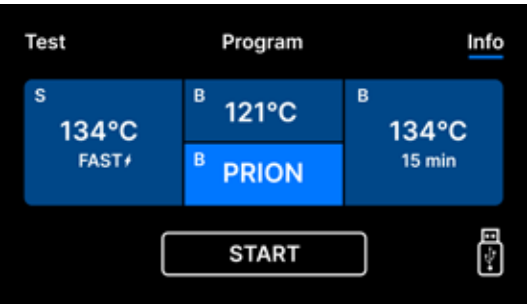 Test Program Info
S
134°C
FAST
B 121°C
B PRION
B
134°C
15 min
START